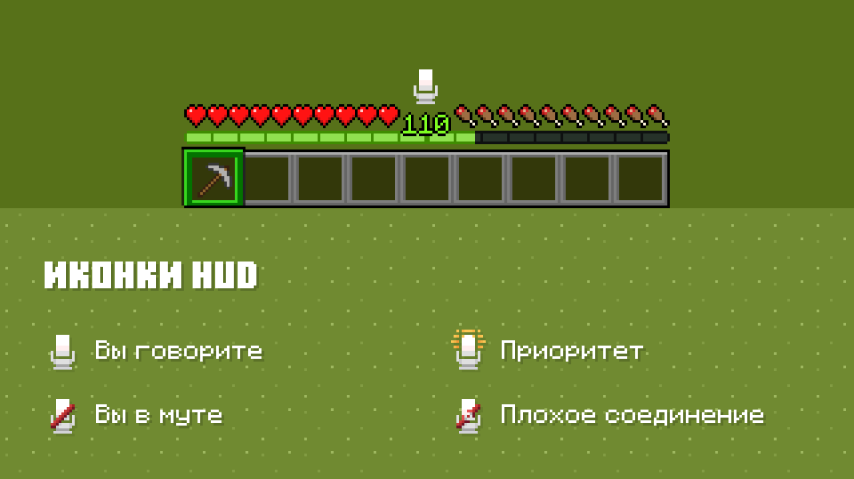 110
ИКОНКИ HUD
Вы говорите
Приоритет
Вы в муте
Плохое соединение